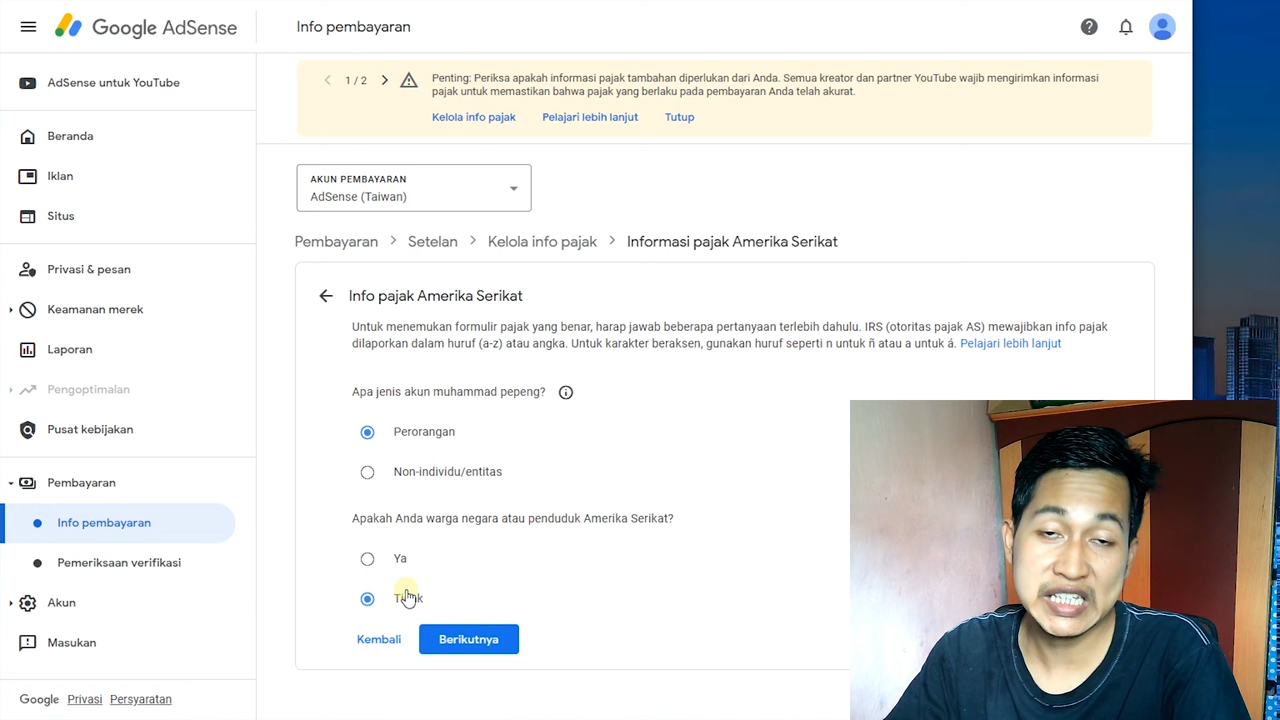 Google AdSense
Info pembayaran
AdSense untuk YouTube
Beranda
Iklan
Situs
Privasi & pesan
Keamanan merek
Laporan
Pengoptimalan
Pusat kebijakan
Pembayaran
Info pembayaran
Pemeriksaan verifikasi
Akun
Masukan
Google Privasi Persyaratan
1 / 2
Penting: Periksa apakah informasi pajak tambahan diperlukan dari Anda. Semua kreator dan partner YouTube wajib mengirimkan informasi
pajak untuk memastikan bahwa pajak yang berlaku pada pembayaran Anda telah akurat.
Kelola info pajak Pelajari lebih lanjut Tutup
AKUN PEMBAYARAN
AdSense (Taiwan)
Pembayaran > Setelan > Kelola info pajak > Informasi pajak Amerika Serikat
Info pajak Amerika Serikat
Untuk menemukan formulir pajak yang benar, harap jawab beberapa pertanyaan terlebih dahulu. IRS (otoritas pajak AS) mewajibkan info pajak
dilaporkan dalam huruf (a-z) atau angka. Untuk karakter beraksen, gunakan huruf seperti n untuk ñ atau a untuk á. Pelajari lebih lanjut
Apa jenis akun muhammad pepeng?
Perorangan
Non-individu/entitas
Apakah Anda warga negara atau penduduk Amerika Serikat?
Ya
Kembali Berikutnya